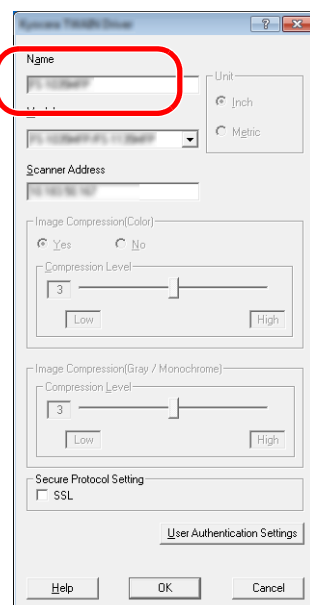 Name
Unit
Inch
Metric
Scanner Address
Image Compression(Color)
Yes No
Compression Level
3
Low High
Image Compression(Gray / Monochrome)
Compression Level
3
Low High
Secure Protocol Setting
SSL
User Authentication Settings
Help OK Cancel